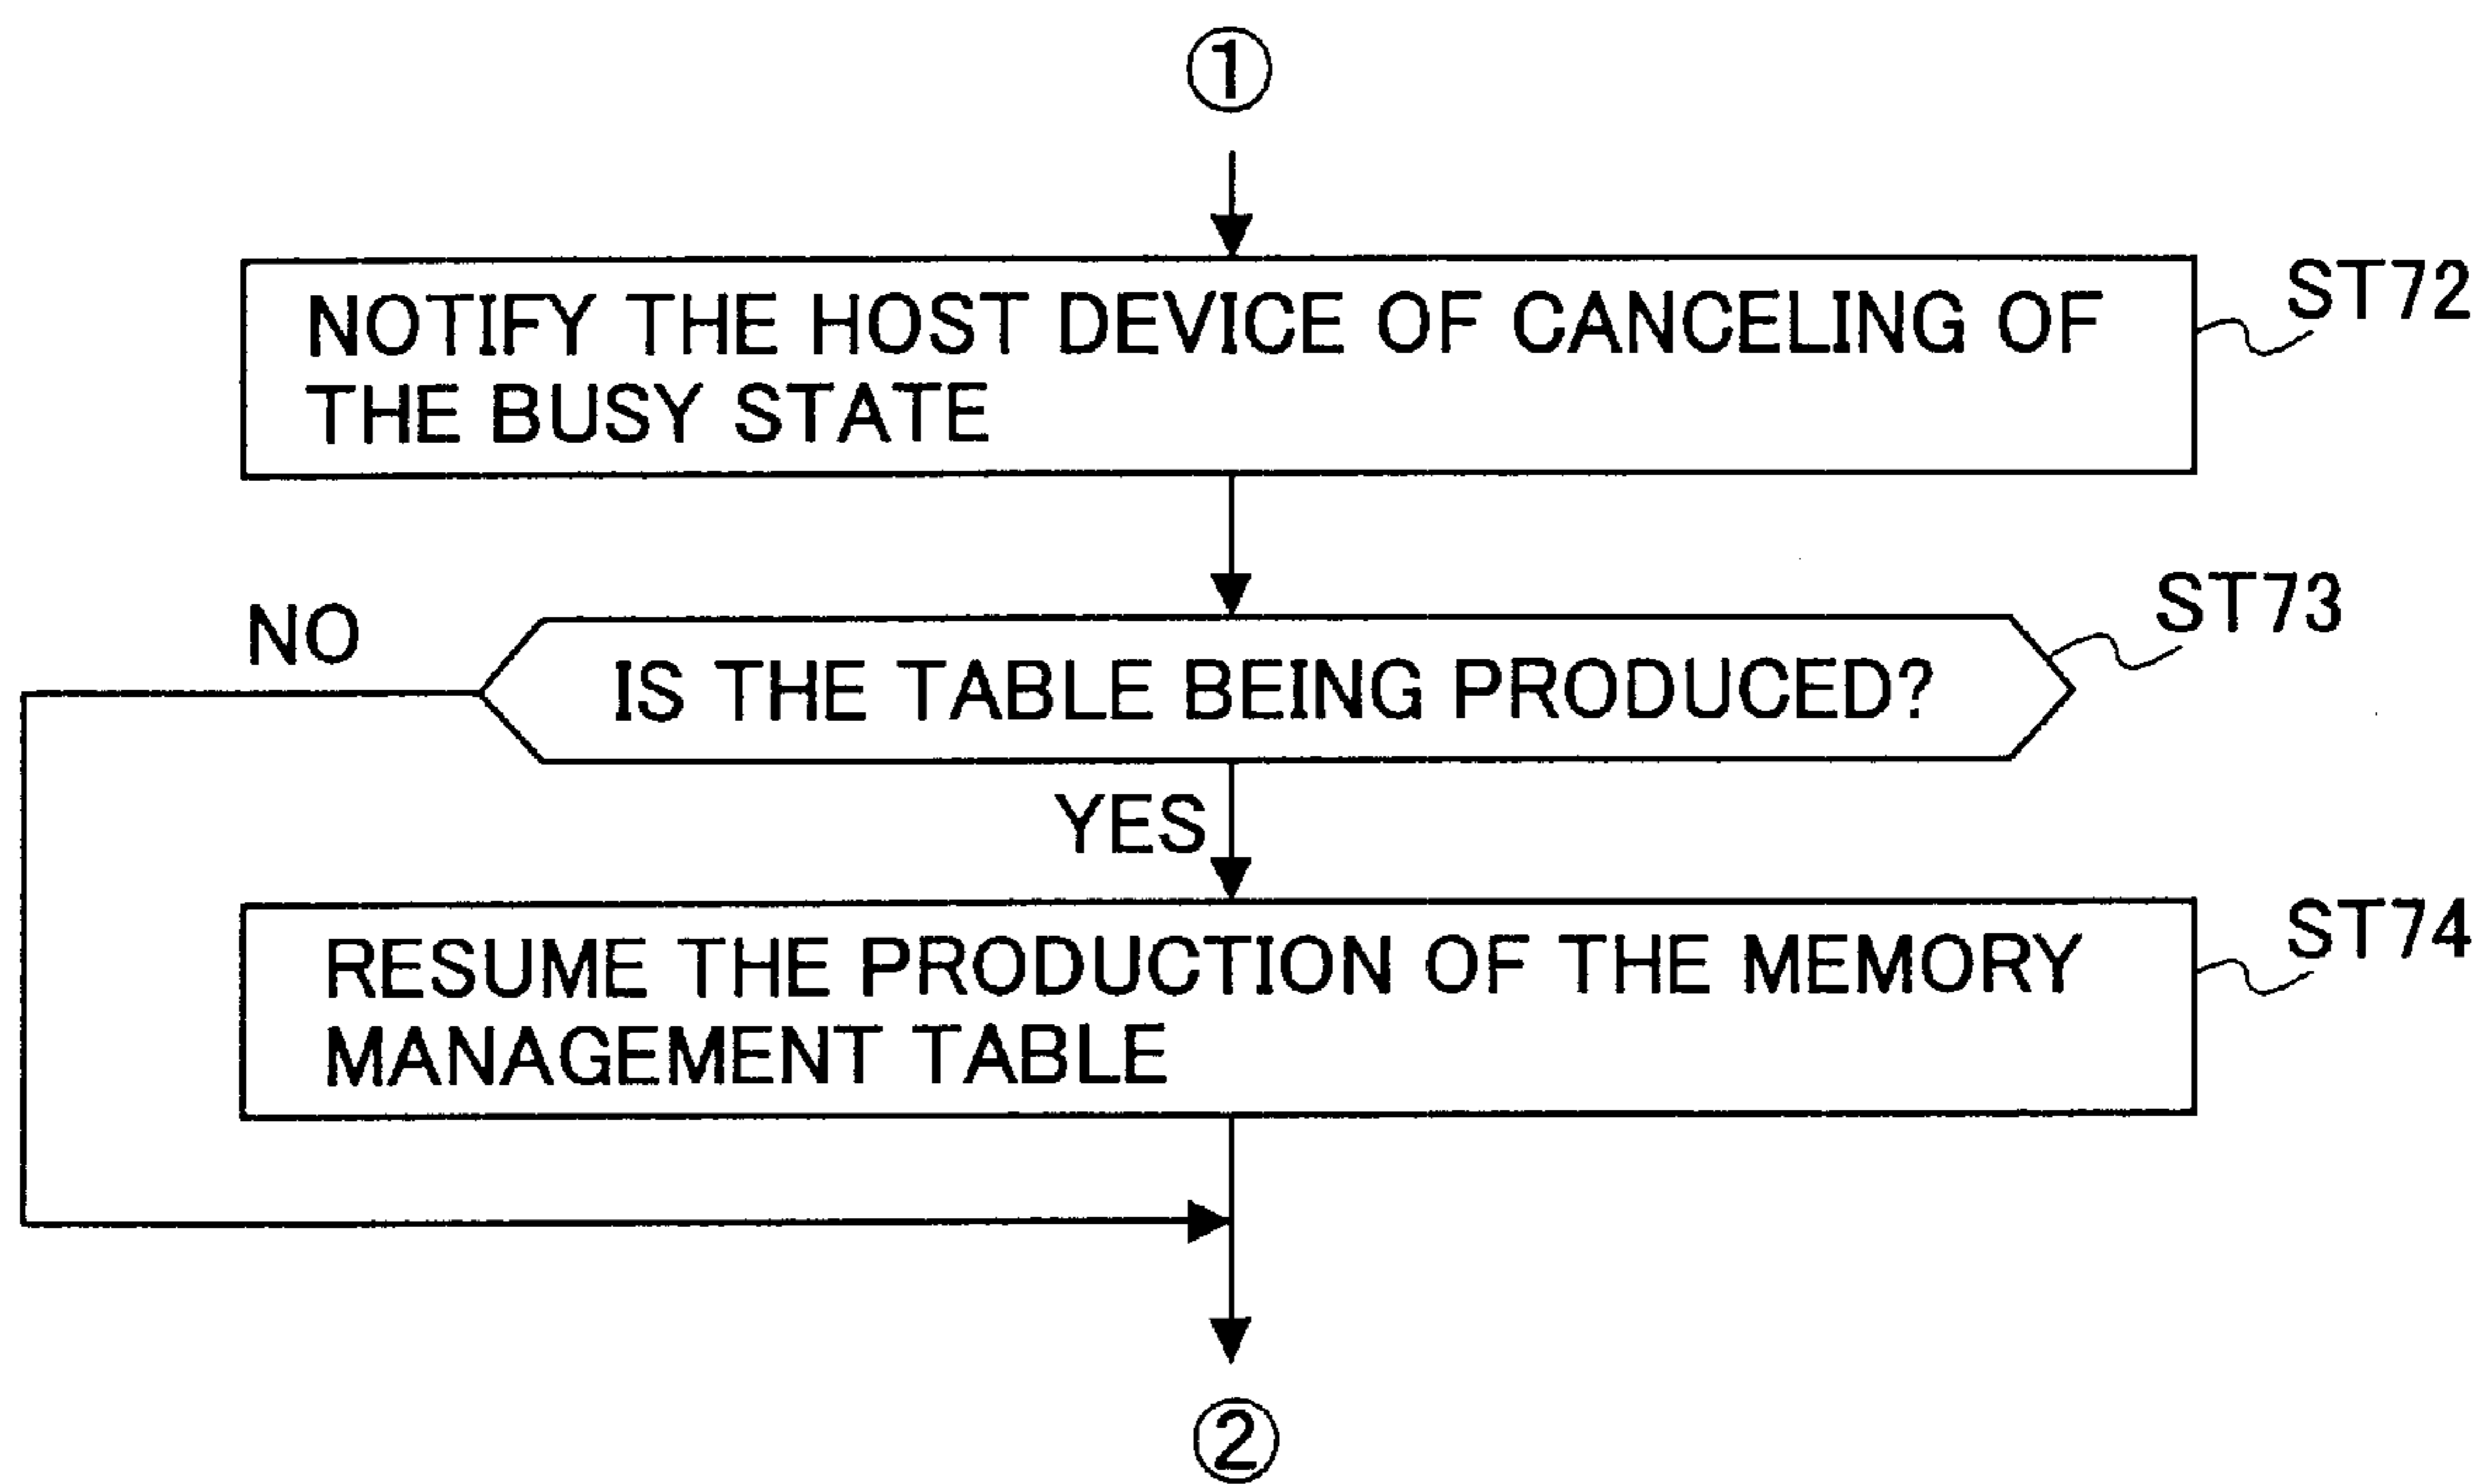 ①
NOTIFY THE HOST DEVICE OF CANCELING OF
THE BUSY STATE
ST72
NO
IS THE TABLE BEING PRODUCED?
ST73
YES
RESUME THE PRODUCTION OF THE MEMORY
MANAGEMENT TABLE
ST74
②